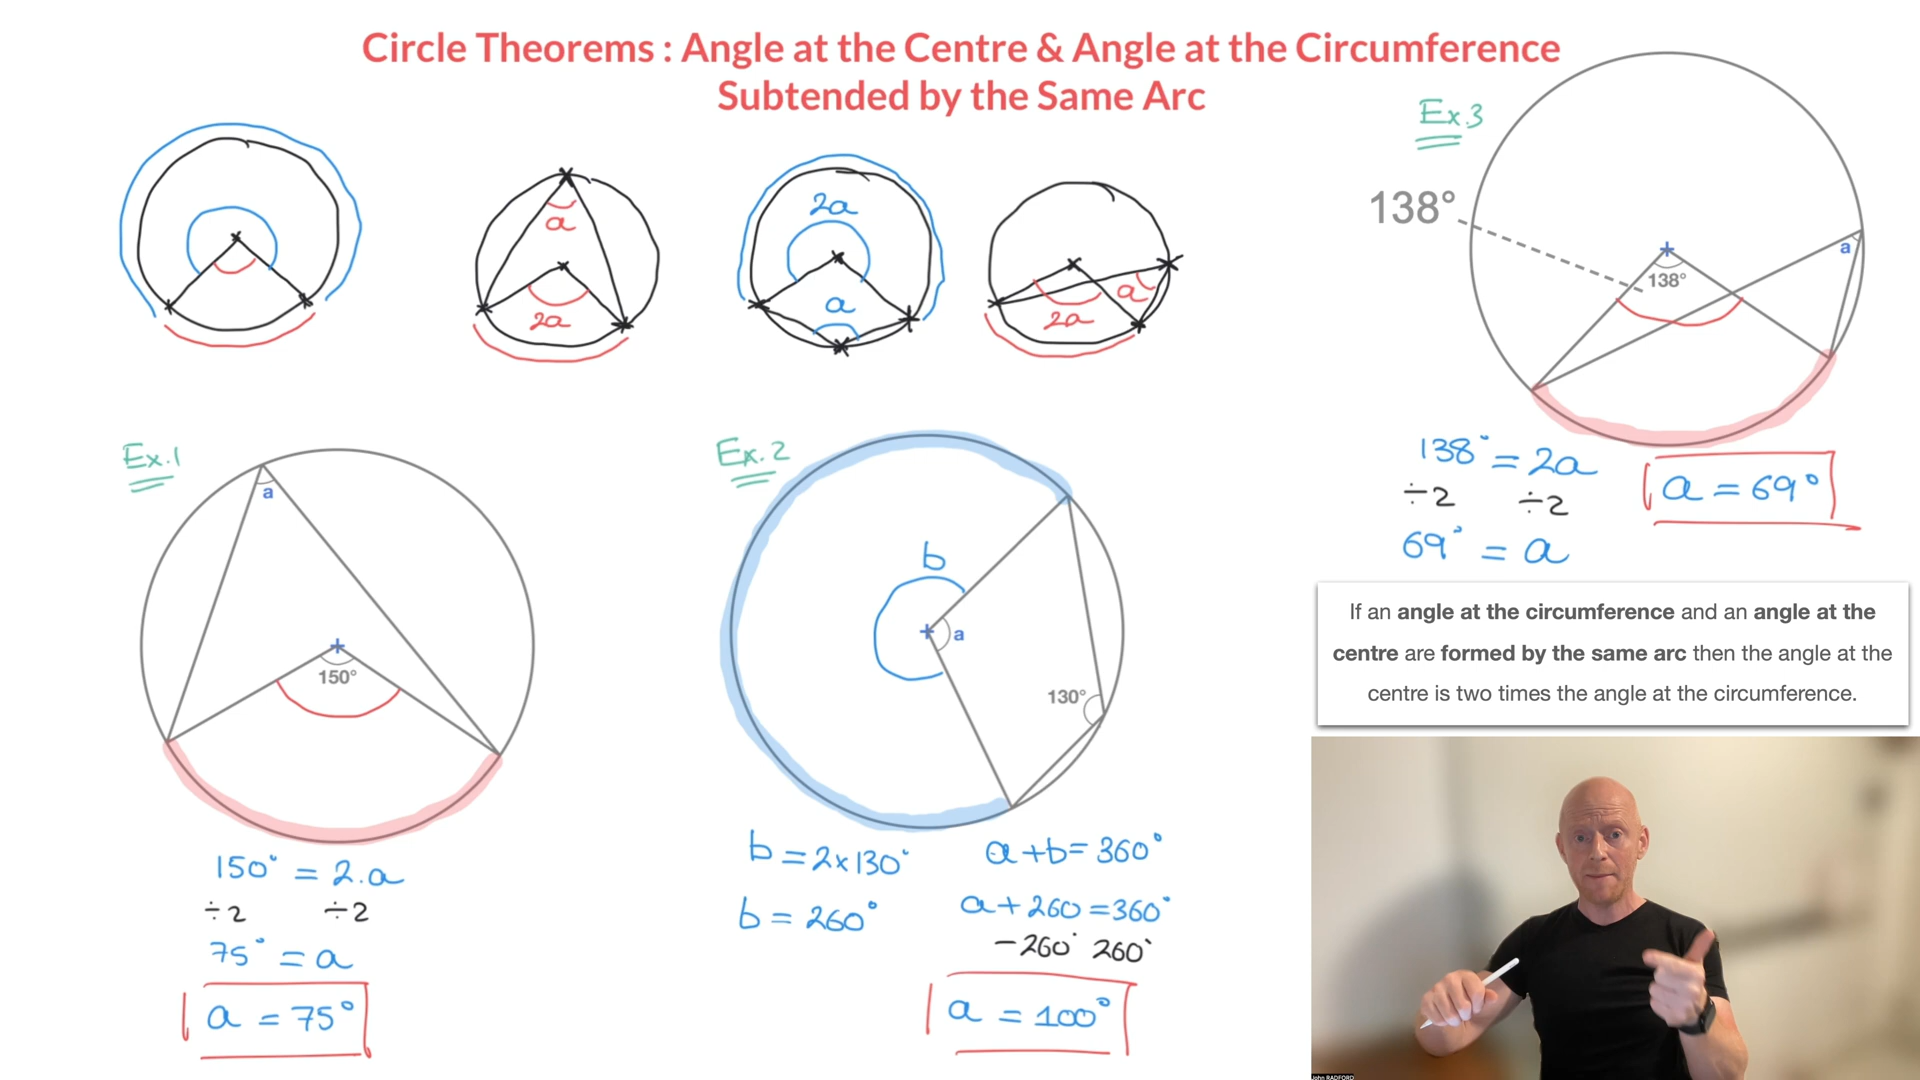 Circle Theorems : Angle at the Centre & Angle at the Circumference
Subtended by the Same Arc
a
2a
2a
a
2a
a
Ex.3
138°
138°
a
138° = 2a
÷2 ÷2
69° = a
a = 69°
Ex.1
a
150°
150° = 2.a
÷2 ÷2
75° = a
a = 75°
Ex.2
b
a
130°
b = 2x130°
b = 260°
a+b= 360°
a+260 =360°
-260° 260°
a = 100°
If an angle at the circumference and an angle at the
centre are formed by the same arc then the angle at the
centre is two times the angle at the circumference.
John RADFORD